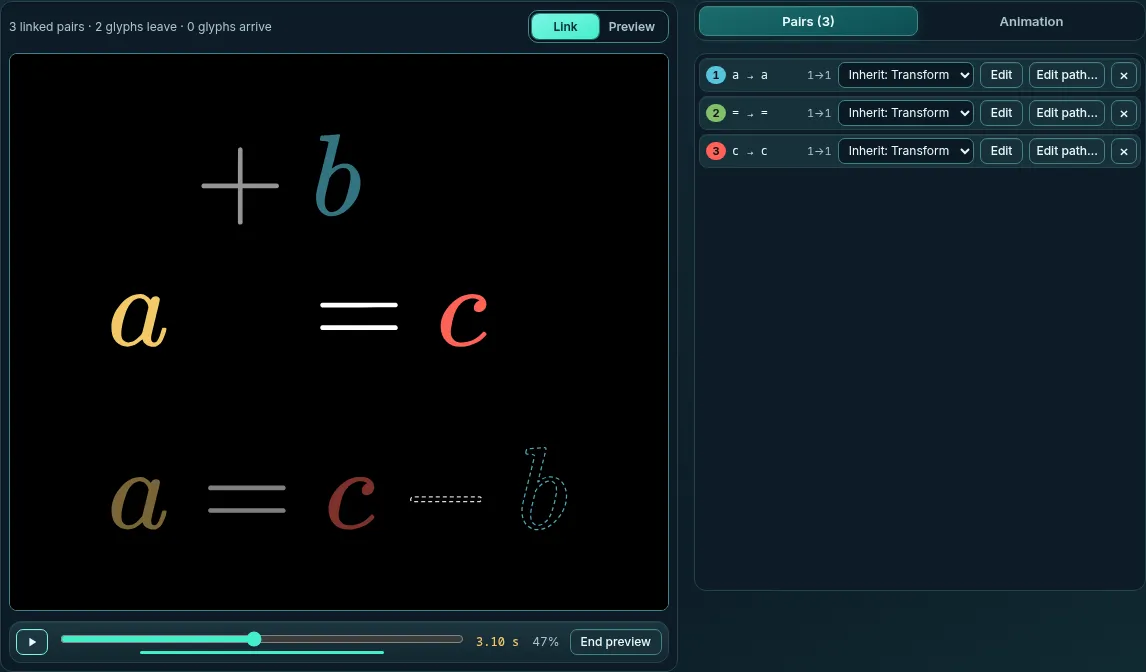 3 linked pairs · 2 glyphs leave · 0 glyphs arrive
Link
Preview
+ b
a = c
a = c − b
3.10 s
47%
End preview
Pairs (3)
Animation
1 a → a 1→1 Inherit: Transform Edit Edit path... ×
2 = → = 1→1 Inherit: Transform Edit Edit path... ×
3 c → c 1→1 Inherit: Transform Edit Edit path... ×